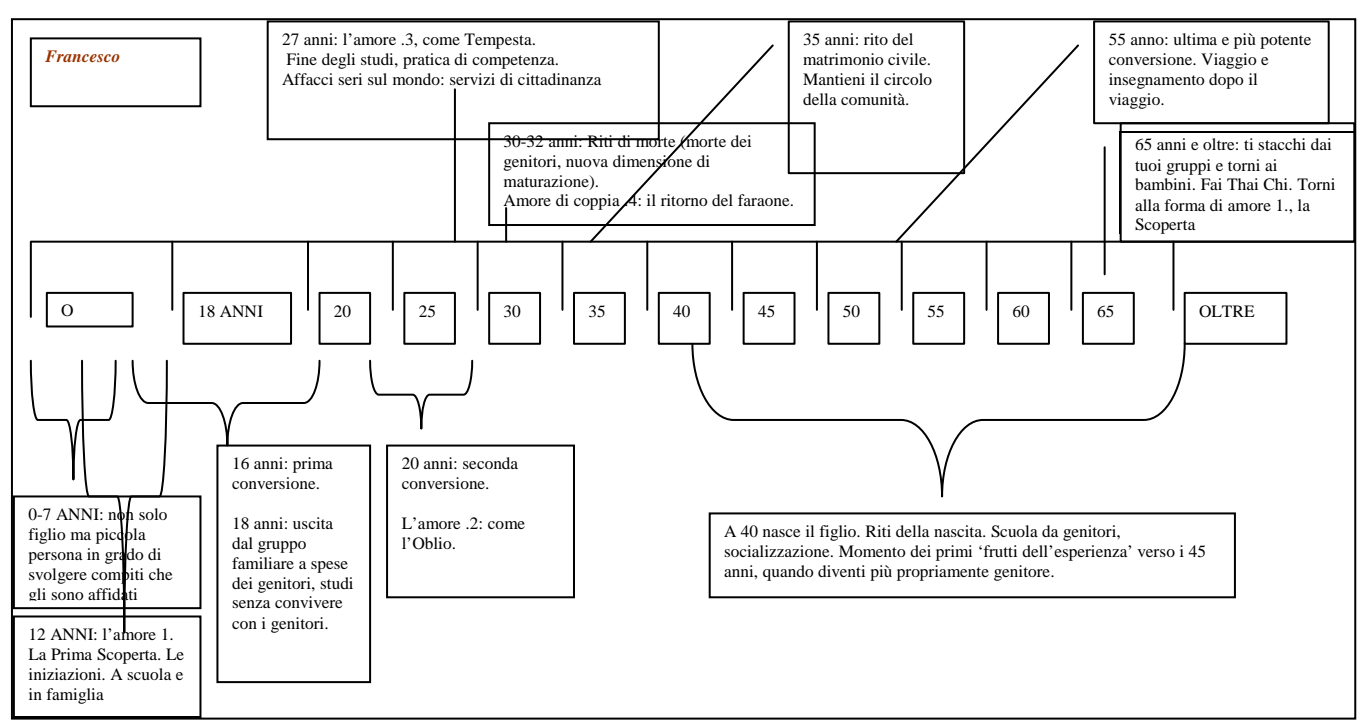 Francesco
27 anni: l'amore .3, come Tempesta.
Fine degli studi, pratica di competenza.
Affacci seri sul mondo: servizi di cittadinanza
35 anni: rito del
matrimonio civile.
Mantieni il circolo
della comunità.
55 anno: ultima e più potente
conversione. Viaggio e
insegnamento dopo il
viaggio.
30-32 anni: Riti di morte (morte dei
genitori, nuova dimensione di
maturazione).
Amore di coppia .4: il ritorno del faraone.
65 anni e oltre: ti stacchi dai
tuoi gruppi e torni ai
bambini. Fai Thai Chi. Torni
alla forma di amore 1., la
Scoperta
O
18 ANNI
20
25
30
35
40
45
50
55
60
65
OLTRE
0-7 ANNI: non solo
figlio ma piccola
persona in grado di
svolgere compiti che
gli sono affidati
12 ANNI: l'amore 1.
La Prima Scoperta. Le
iniziazioni. A scuola e
in famiglia
16 anni: prima
conversione.
18 anni: uscita
dal gruppo
familiare a spese
dei genitori, studi
senza convivere
con i genitori.
20 anni: seconda
conversione.
L'amore .2: come
l'Oblio.
A 40 nasce il figlio. Riti della nascita. Scuola da genitori,
socializzazione. Momento dei primi 'frutti dell'esperienza' verso i 45
anni, quando diventi più propriamente genitore.